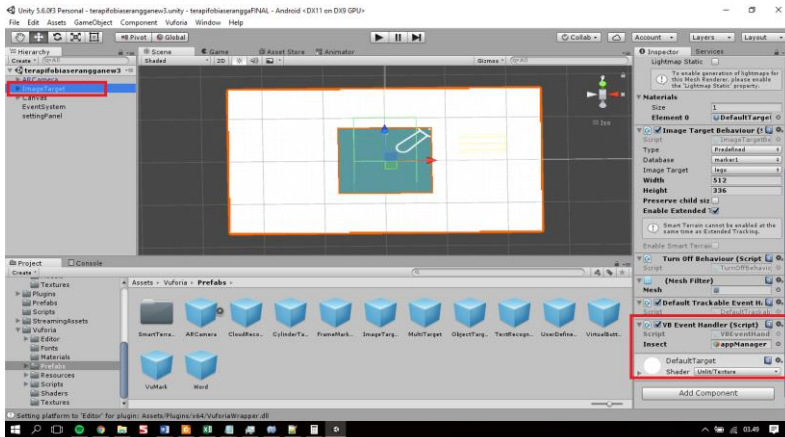 Unity 5.6.0f3 Personal - terapifobiaserangganew3.unity - terapifobiaseranggaFINAL - Android <DX11 on DX9 GPU>
File Edit Assets GameObject Component Vuforia Window Help
Pivot Global Collab Account Layers Layout
Hierarchy
Create
terapifobiaserangganew3
ARCamera
ImageTarget
Canvas
EventSystem
settingPanel
Scene Game Asset Store Animator
Shaded 2D Gizmos
Iso
Inspector Services
Lightmap Static
To enable generation of lightmaps for
this Mesh Renderer, please enable
the 'Lightmap Static' property.
Materials
Size 1
Element 0 DefaultTarget
Image Target Behaviour (S
Script ImageTargetBe
Type Predefined
Database marker1
Image Target lego
Width 512
Height 336
Preserve child siz
Enable Extended T
Smart Terrain cannot be enabled at the
same time as Extended Tracking.
Enable Smart Terrain
Turn Off Behaviour (Script
Script TurnOffBehavio
(Mesh Filter)
Mesh
Default Trackable Event H
Script DefaultTrackab
VB Event Handler (Script)
Script VBEventHand
Insect appManager
DefaultTarget
Shader Unlit/Texture
Add Component
Project Console
Create
Textures
Plugins
Prefabs
Scripts
StreamingAssets
Vuforia
Editor
Fonts
Materials
Prefabs
Resources
Scripts
Shaders
Textures
Assets Vuforia Prefabs
SmartTerra... ARCamera CloudReco... CylinderTa... FrameMark... ImageTarg... MultiTarget ObjectTarg... TextRecogn... UserDefine... VirtualButt...
VuMark Word
Setting platform to 'Editor' for plugin: Assets/Plugins/x64/VuforiaWrapper.dll
03.49